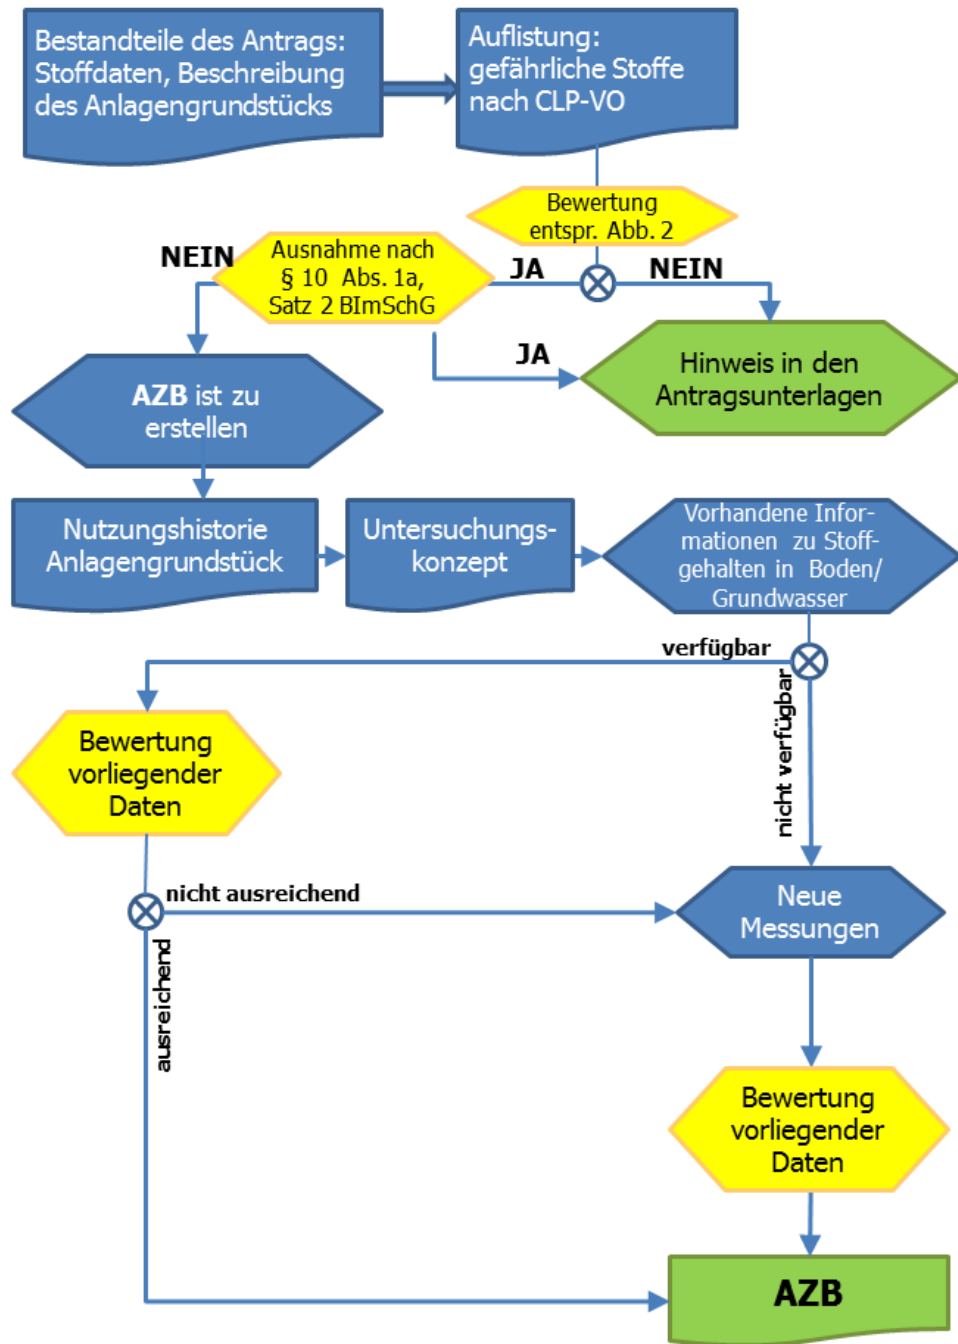 Bestandteile des Antrags:
Stoffdaten, Beschreibung
des Anlagengrundstücks
Auflistung:
gefährliche Stoffe
nach CLP-VO
Bewertung
entspr. Abb. 2
NEIN
Ausnahme nach
§ 10 Abs. 1a,
Satz 2 BImSchG
JA
NEIN
JA
Hinweis in den
Antragsunterlagen
AZB ist zu
erstellen
Nutzungshistorie
Anlagengrundstück
Untersuchungs-
konzept
Vorhandene Infor-
mationen zu Stoff-
gehalten in Boden/
Grundwasser
verfügbar
nicht verfügbar
Bewertung
vorliegender
Daten
nicht ausreichend
ausreichend
Neue
Messungen
Bewertung
vorliegender
Daten
AZB